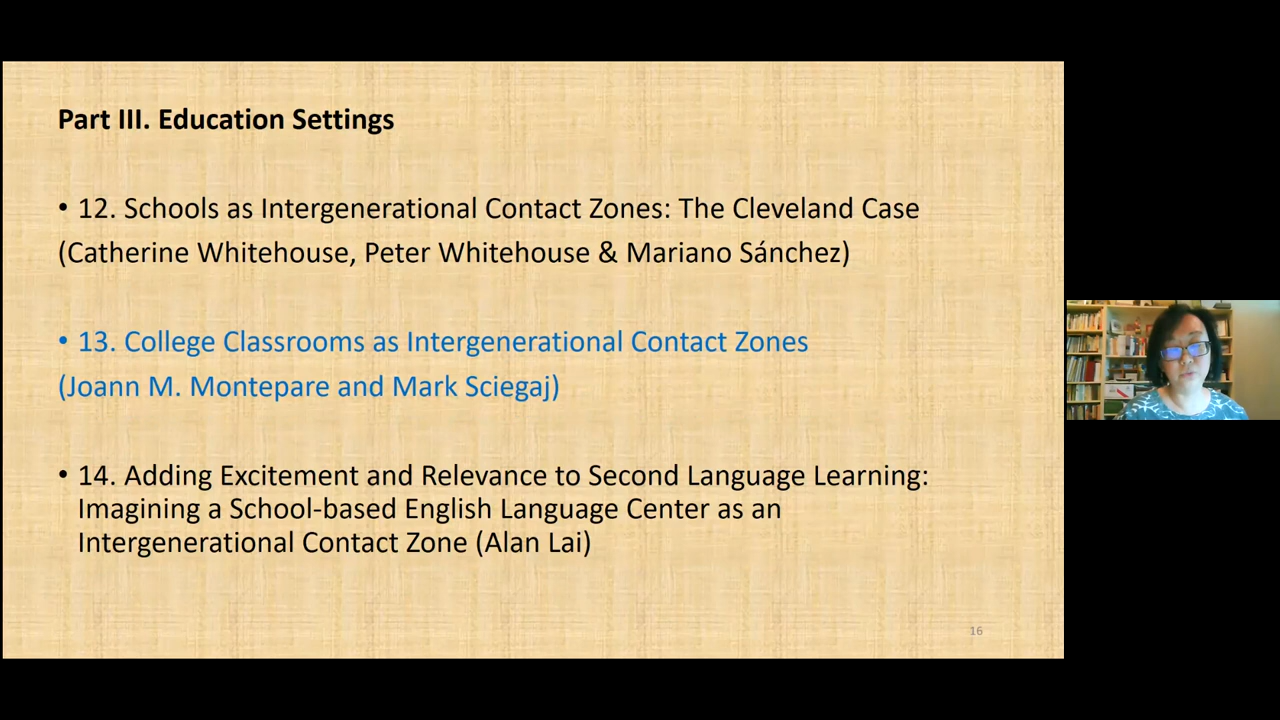 Part III. Education Settings
• 12. Schools as Intergenerational Contact Zones: The Cleveland Case
(Catherine Whitehouse, Peter Whitehouse & Mariano Sánchez)
• 13. College Classrooms as Intergenerational Contact Zones
(Joann M. Montepare and Mark Sciegaj)
• 14. Adding Excitement and Relevance to Second Language Learning:
Imagining a School-based English Language Center as an
Intergenerational Contact Zone (Alan Lai)
16